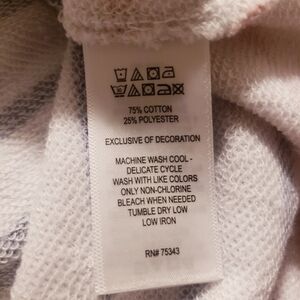 75% COTTON
25% POLYESTER
EXCLUSIVE OF DECORATION
MACHINE WASH COOL -
DELICATE CYCLE
WASH WITH LIKE COLORS
ONLY NON-CHLORINE
BLEACH WHEN NEEDED
TUMBLE DRY LOW
LOW IRON
RN# 75343